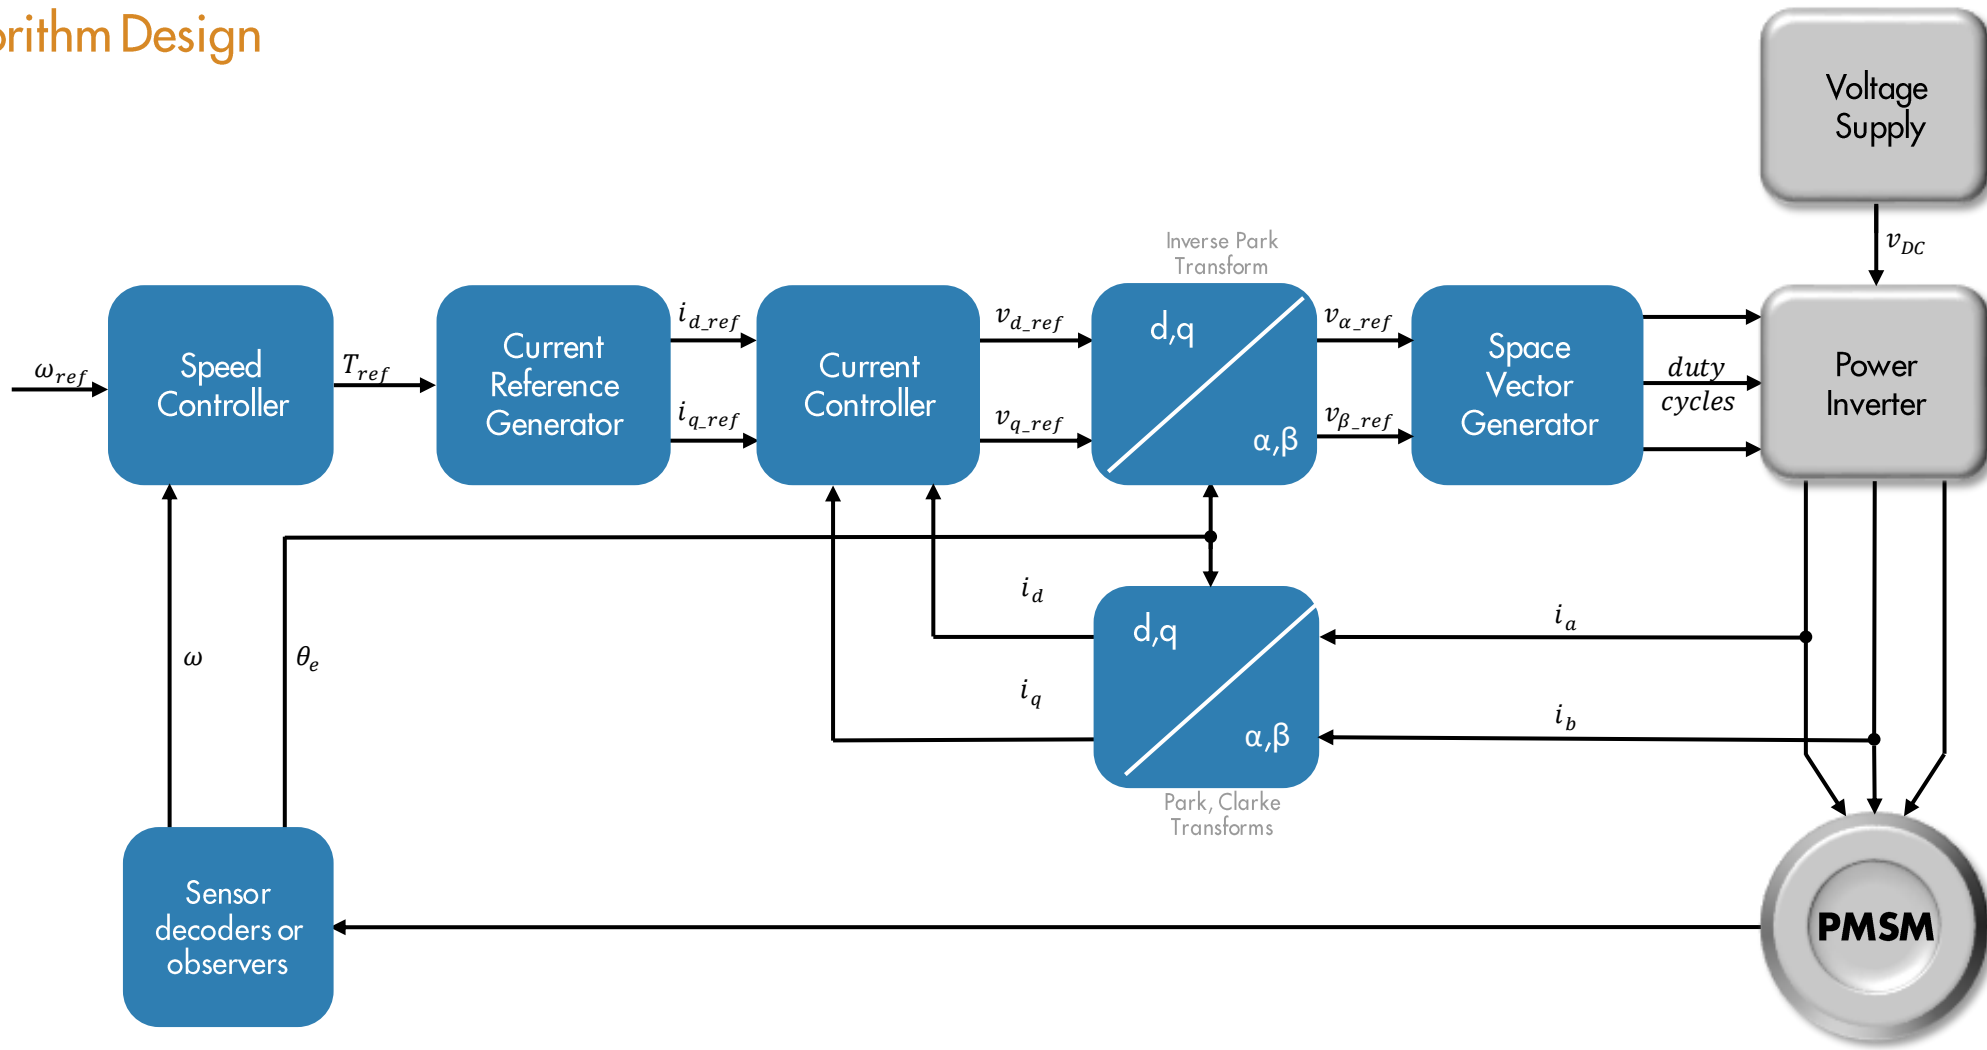 orithm Design
Voltage
Supply
v_DC
Inverse Park
Transform
ω_ref
Speed
Controller
T_ref
Current
Reference
Generator
i_d_ref
i_q_ref
Current
Controller
v_d_ref
v_q_ref
d,q
α,β
v_α_ref
v_β_ref
Space
Vector
Generator
duty
cycles
Power
Inverter
i_d
i_q
d,q
α,β
i_a
i_b
Park, Clarke
Transforms
ω
θ_e
Sensor
decoders or
observers
PMSM